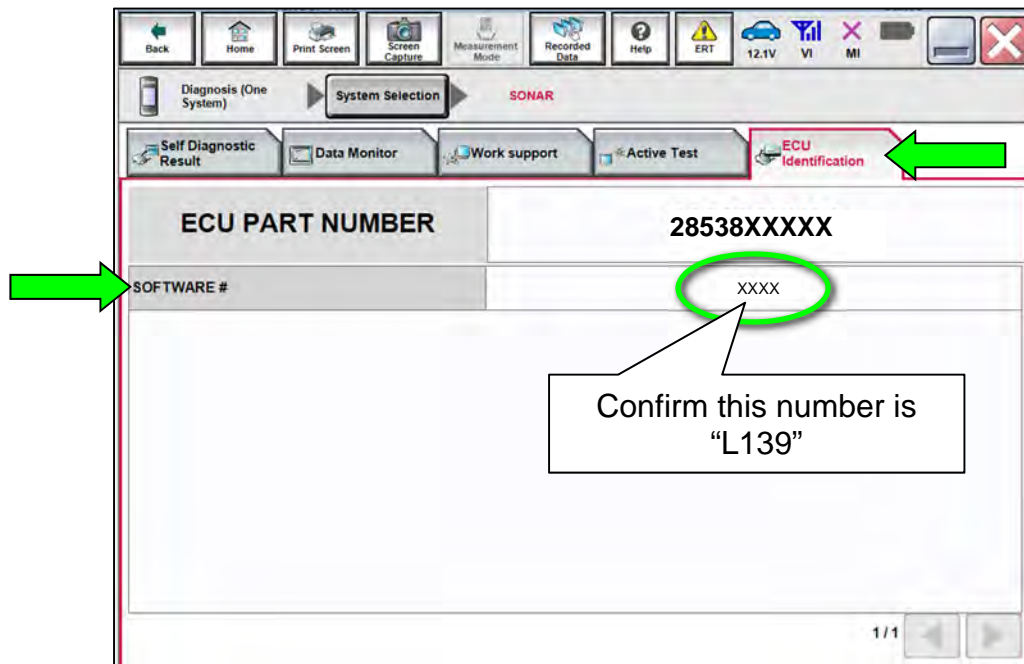 Back
Home
Print Screen
Screen
Capture
Measurement
Mode
Recorded
Data
Help
ERT
12.1V
VI
MI
Diagnosis (One
System)
System Selection
SONAR
Self Diagnostic
Result
Data Monitor
Work support
Active Test
ECU
Identification
ECU PART NUMBER
28538XXXXX
SOFTWARE #
XXXX
Confirm this number is
“L139”
1/1